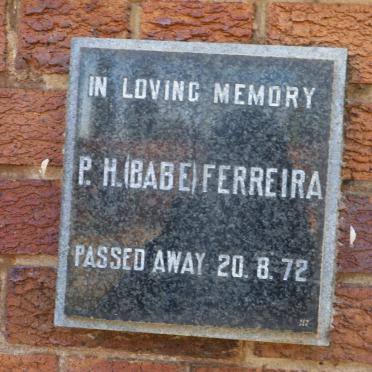 IN LOVING MEMORY
P. H. (BABE) FERREIRA
PASSED AWAY 20. 8. 72